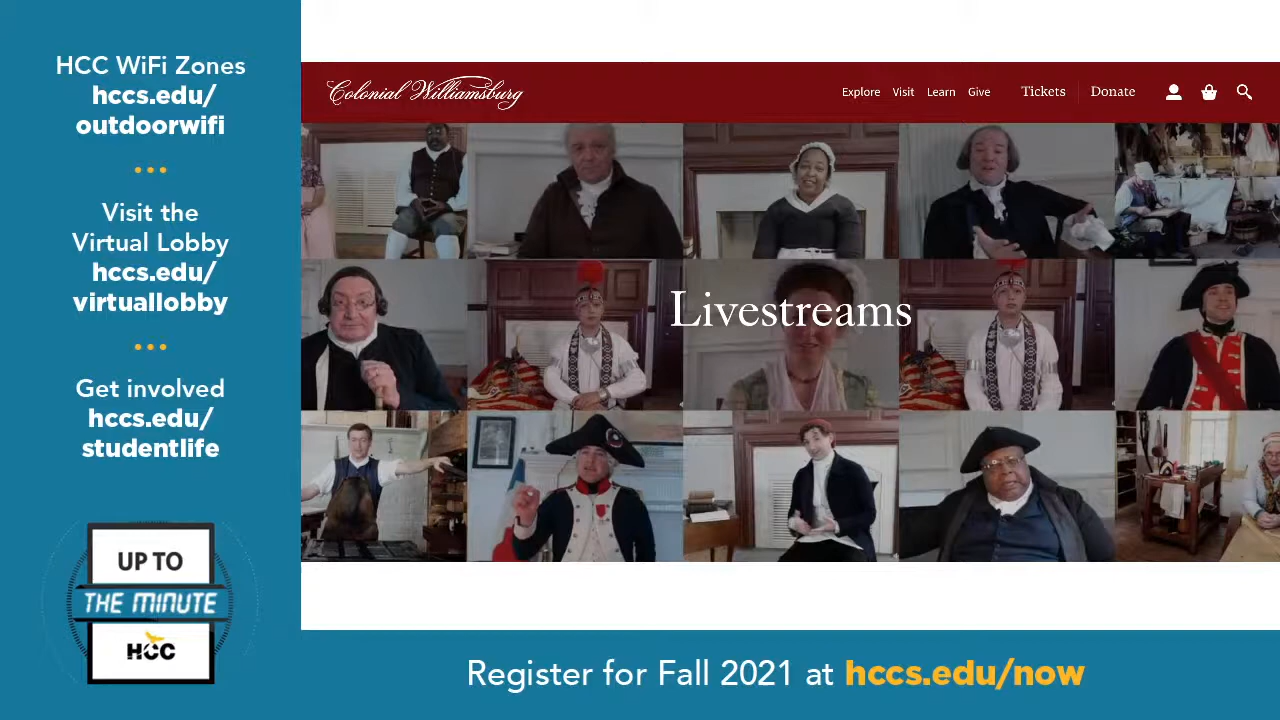 HCC WiFi Zones
hccs.edu/
outdoorwifi
Visit the
Virtual Lobby
hccs.edu/
virtuallobby
Get involved
hccs.edu/
studentlife
UP TO
THE MINUTE
HCC
Colonial Williamsburg
Explore Visit Learn Give Tickets Donate
Livestreams
Register for Fall 2021 at hccs.edu/now